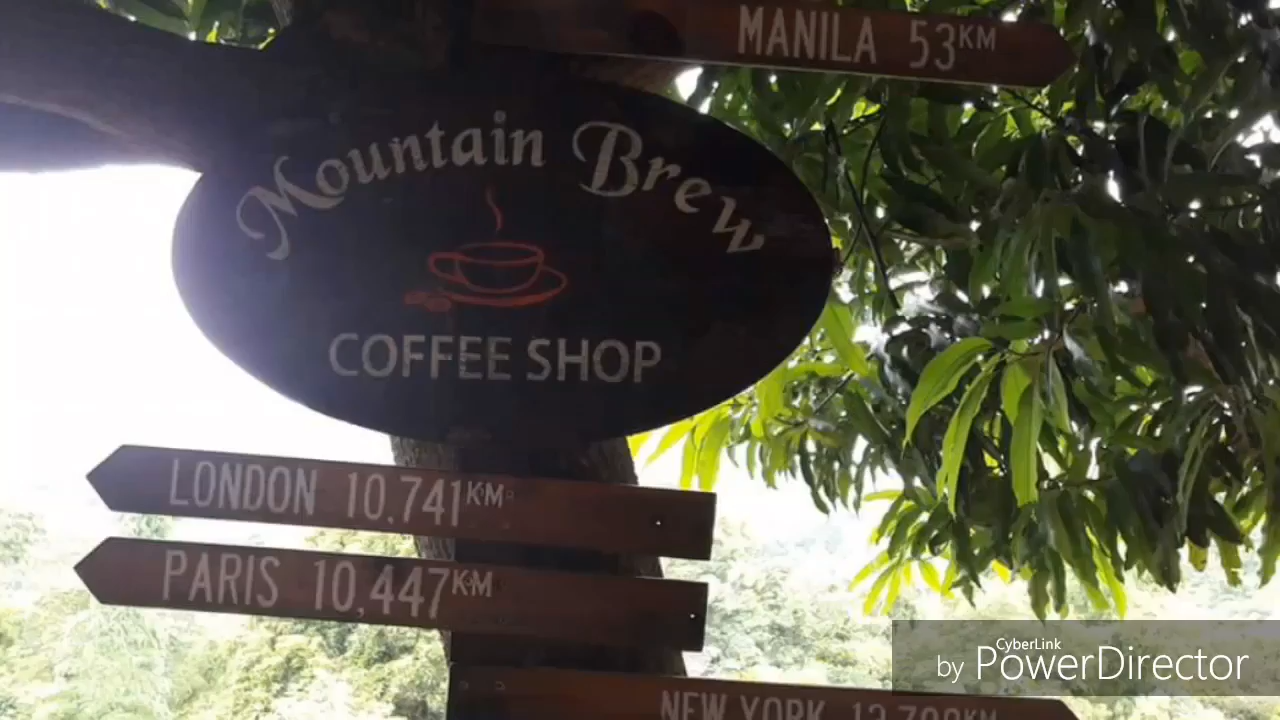 MANILA 53KM
Mountain Brew
COFFEE SHOP
LONDON 10.741KM
PARIS 10,447KM
NEW YORK
CyberLink
by PowerDirector